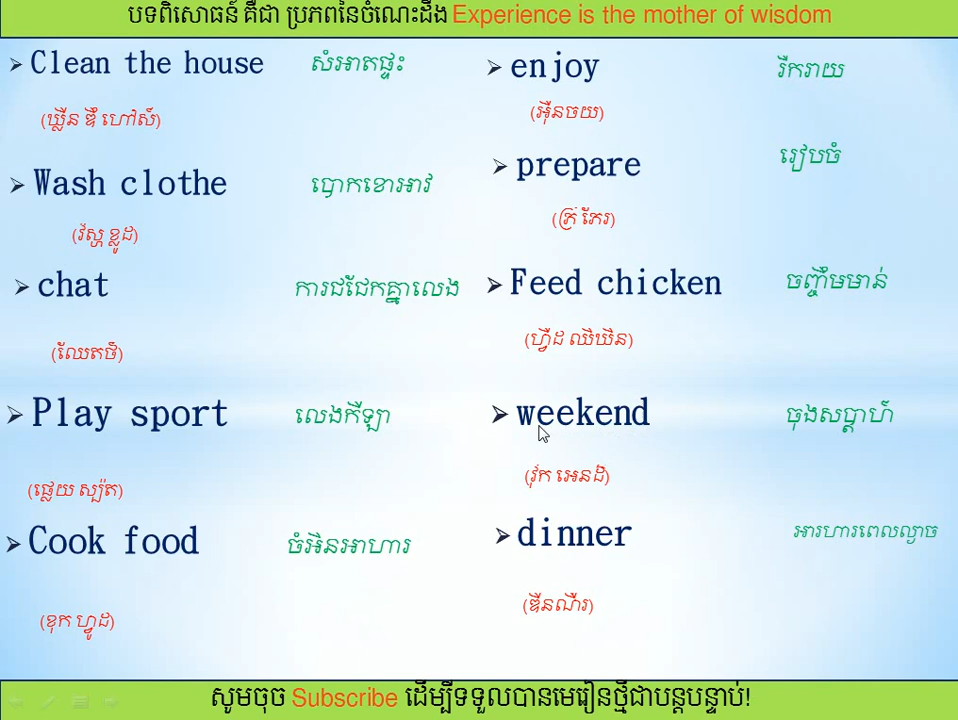 បទពិសោធន៍ គឺជា ប្រភពនៃចំណេះដឹង Experience is the mother of wisdom
Clean the house សំអាតផ្ទះ
(ឃ្លីន ឌឺ ហៅស៍)
Wash clothe បោកខោអាវ
(វ៉ស្ហ ខ្លូដ)
chat ការជជែកគ្នាលេង
(ឈែតថ៍)
Play sport លេងកីឡា
(ផ្លេយ ស្ប៉ត)
Cook food ចំអិនអាហារ
(ខុក ហ្វូដ)
enjoy រីករាយ
(អ៊ីនចយ)
prepare រៀបចំ
(ភ្រី ភែរ)
Feed chicken ចញ្ចឹមមាន់
(ហ្វីដ ឈិឃិន)
weekend ចុងសប្តាហ៍
(វុក អេនដ៍)
dinner អារហារពេលល្ងាច
(ឌីនណឺរ)
សូមចុច Subscribe ដើម្បីទទួលបានមេរៀនថ្មីជាបន្តបន្ទាប់!